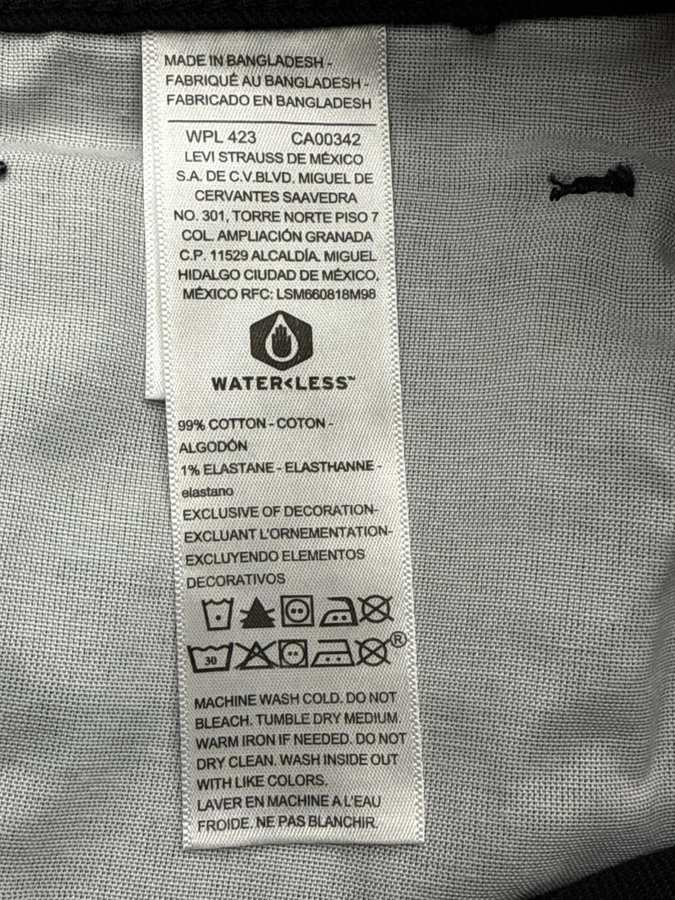 MADE IN BANGLADESH -
FABRIQUÉ AU BANGLADESH -
FABRICADO EN BANGLADESH
WPL 423 CA00342
LEVI STRAUSS DE MÉXICO
S.A. DE C.V.BLVD. MIGUEL DE
CERVANTES SAAVEDRA
NO. 301, TORRE NORTE PISO 7
COL. AMPLIACIÓN GRANADA
C.P. 11529 ALCALDÍA. MIGUEL
HIDALGO CIUDAD DE MÉXICO,
MÉXICO RFC: LSM660818M98
WATER<LESS™
99% COTTON - COTON -
ALGODÓN
1% ELASTANE - ELASTHANNE -
elastano
EXCLUSIVE OF DECORATION-
EXCLUANT L'ORNEMENTATION-
EXCLUYENDO ELEMENTOS
DECORATIVOS
30 ®
MACHINE WASH COLD. DO NOT
BLEACH. TUMBLE DRY MEDIUM.
WARM IRON IF NEEDED. DO NOT
DRY CLEAN. WASH INSIDE OUT
WITH LIKE COLORS.
LAVER EN MACHINE A L'EAU
FROIDE. NE PAS BLANCHIR.